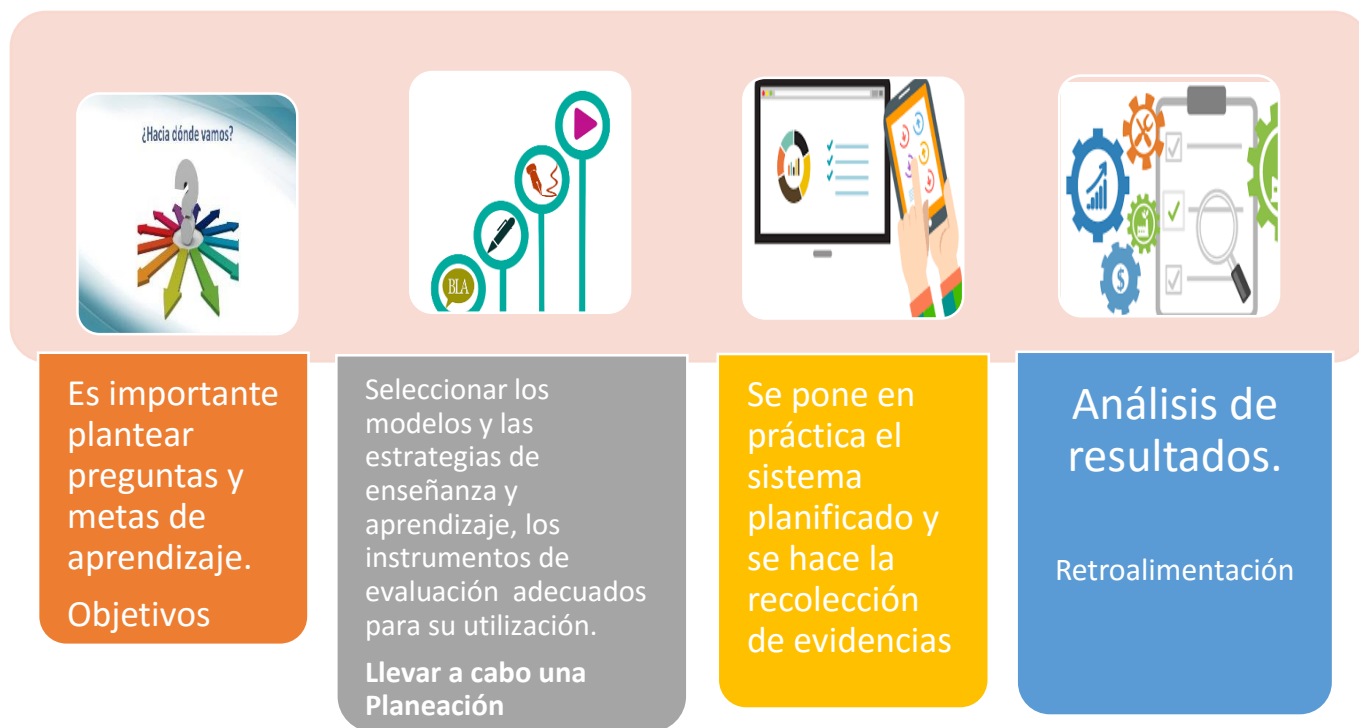 ¿Hacia dónde vamos?
BLA
$
Es importante
plantear
preguntas y
metas de
aprendizaje.
Objetivos
Seleccionar los
modelos y las
estrategias de
enseñanza y
aprendizaje, los
instrumentos de
evaluación  adecuados
para su utilización.
Llevar a cabo una
Planeación
Se pone en
práctica el
sistema
planificado y
se hace la
recolección
de evidencias
Análisis de
resultados.
Retroalimentación